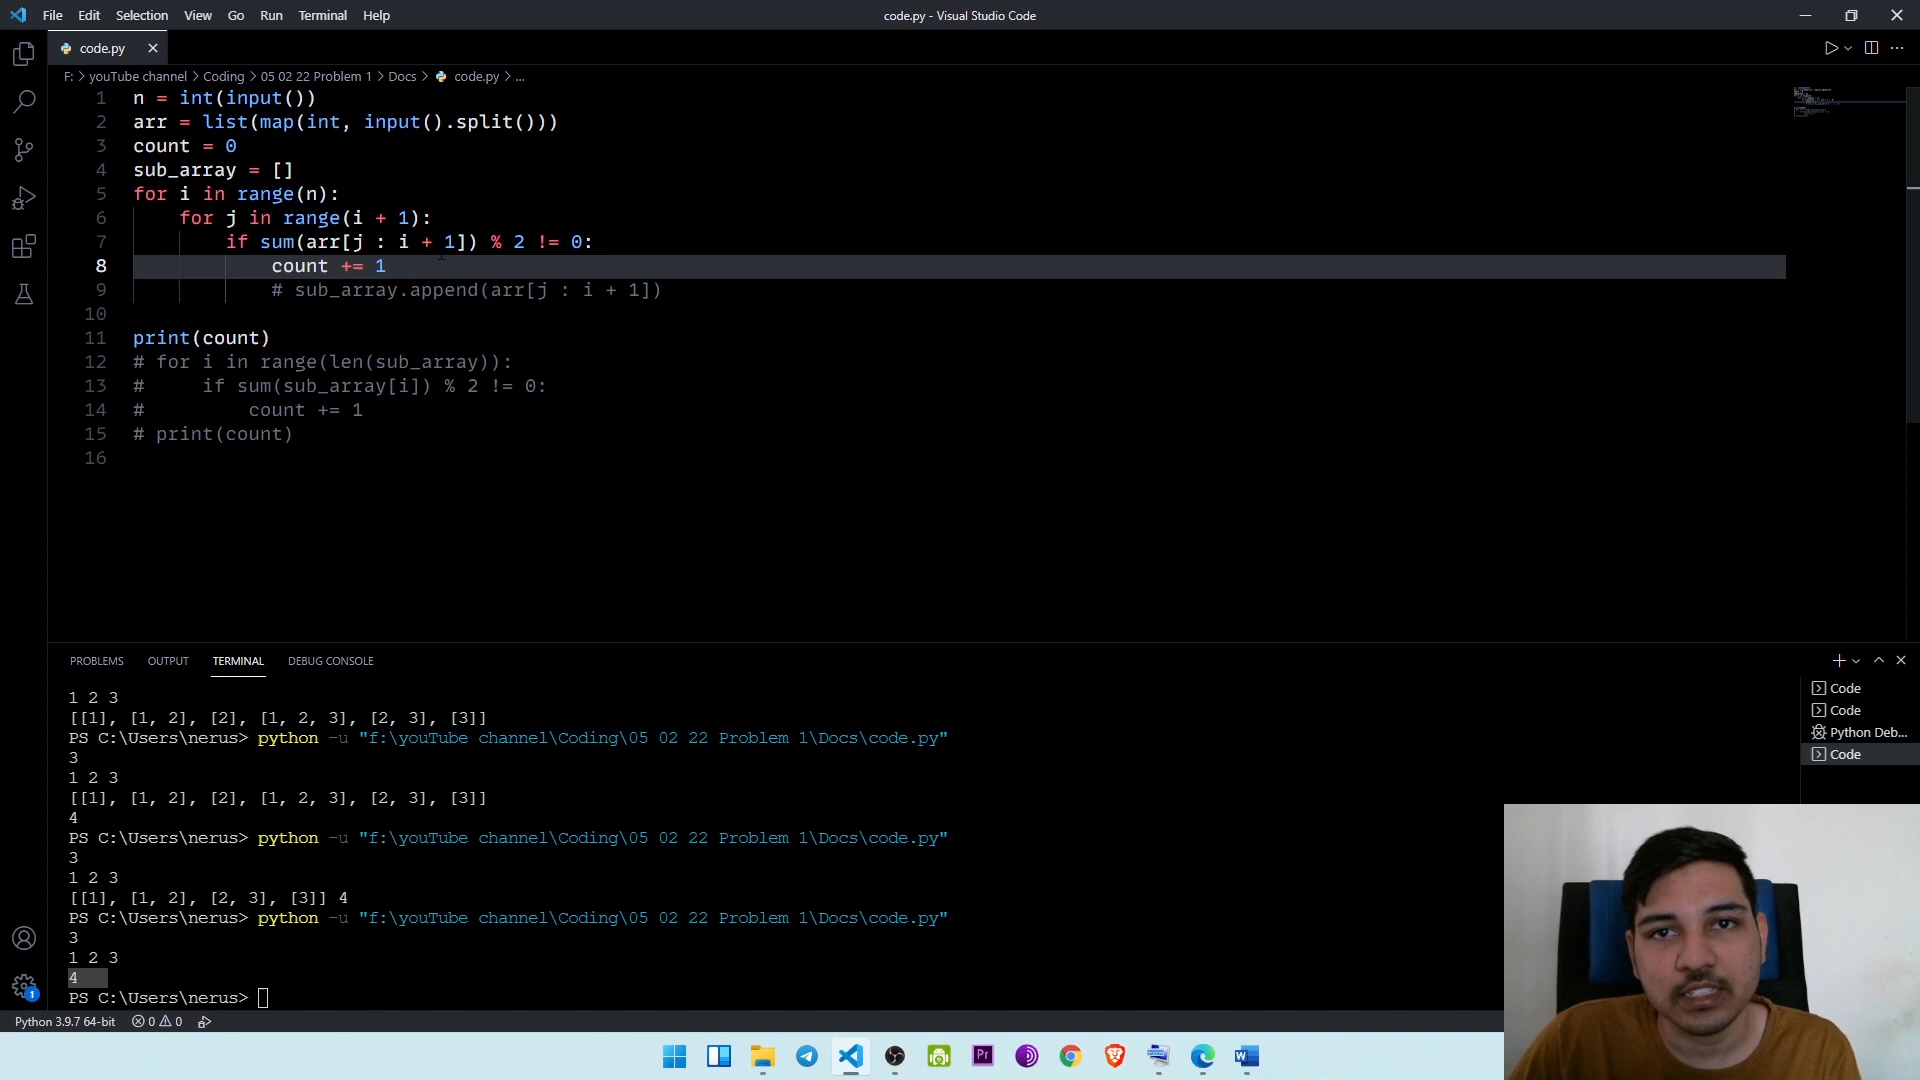 File Edit Selection View Go Run Terminal Help
code.py - Visual Studio Code
code.py
F: > youTube channel > Coding > 05 02 22 Problem 1 > Docs > code.py > ...
1 n = int(input())
2 arr = list(map(int, input().split()))
3 count = 0
4 sub_array = []
5 for i in range(n):
6 for j in range(i + 1):
7 if sum(arr[j : i + 1]) % 2 != 0:
8 count += 1
9 # sub_array.append(arr[j : i + 1])
10
11 print(count)
12 # for i in range(len(sub_array)):
13 # if sum(sub_array[i]) % 2 != 0:
14 # count += 1
15 # print(count)
16
PROBLEMS OUTPUT TERMINAL DEBUG CONSOLE
1 2 3
[[1], [1, 2], [2], [1, 2, 3], [2, 3], [3]]
PS C:\Users\nerus> python -u "f:\youTube channel\Coding\05 02 22 Problem 1\Docs\code.py"
3
1 2 3
[[1], [1, 2], [2], [1, 2, 3], [2, 3], [3]]
4
PS C:\Users\nerus> python -u "f:\youTube channel\Coding\05 02 22 Problem 1\Docs\code.py"
3
1 2 3
[[1], [1, 2], [2, 3], [3]] 4
PS C:\Users\nerus> python -u "f:\youTube channel\Coding\05 02 22 Problem 1\Docs\code.py"
3
1 2 3
4
PS C:\Users\nerus>
Code
Code
Python Deb...
Code
1
Python 3.9.7 64-bit 0 0
Pr
W